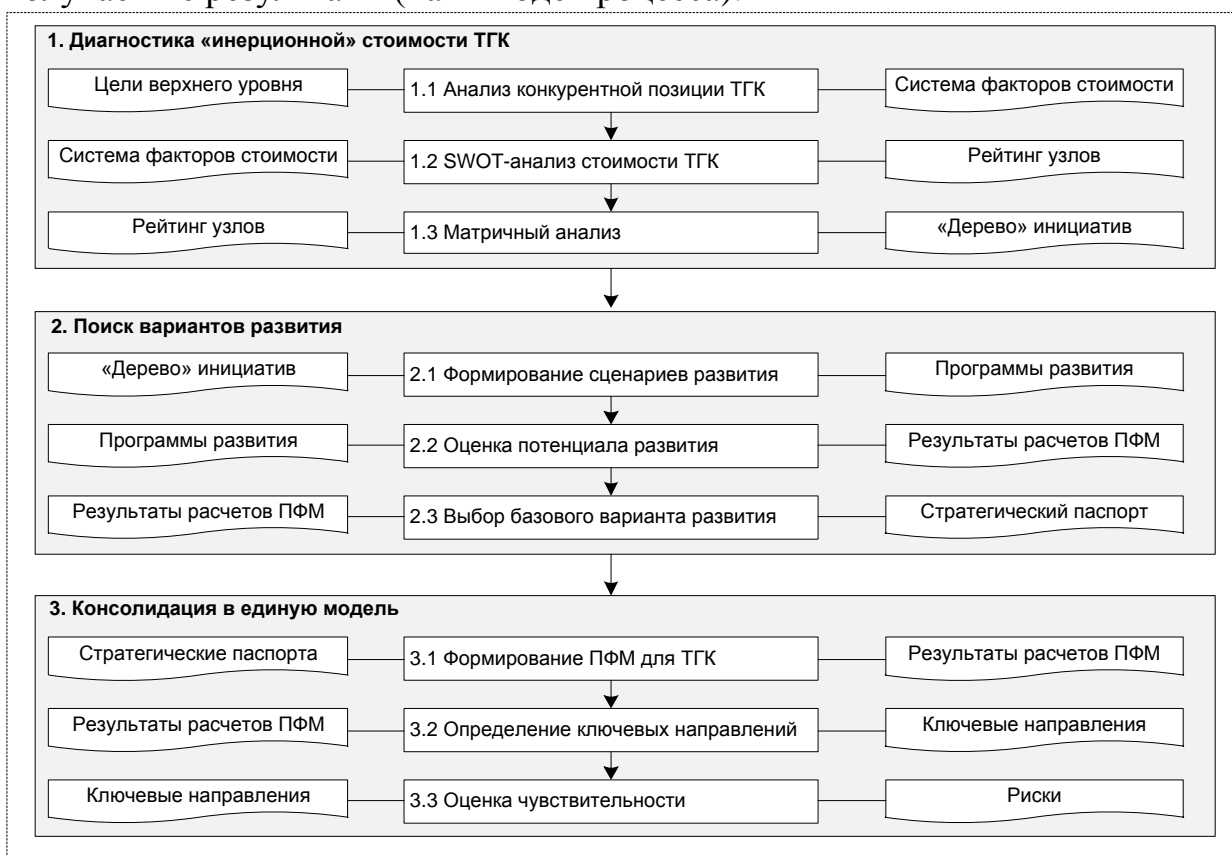 1. Диагностика «инерционной» стоимости ТГК
Цели верхнего уровня
1.1 Анализ конкурентной позиции ТГК
Система факторов стоимости
Система факторов стоимости
1.2 SWOT-анализ стоимости ТГК
Рейтинг узлов
Рейтинг узлов
1.3 Матричный анализ
«Дерево» инициатив
2. Поиск вариантов развития
«Дерево» инициатив
2.1 Формирование сценариев развития
Программы развития
Программы развития
2.2 Оценка потенциала развития
Результаты расчетов ПФМ
Результаты расчетов ПФМ
2.3 Выбор базового варианта развития
Стратегический паспорт
3. Консолидация в единую модель
Стратегические паспорта
3.1 Формирование ПФМ для ТГК
Результаты расчетов ПФМ
Результаты расчетов ПФМ
3.2 Определение ключевых направлений
Ключевые направления
Ключевые направления
3.3 Оценка чувствительности
Риски